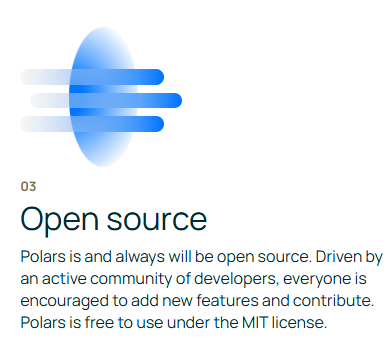 03
Open source
Polars is and always will be open source. Driven by
an active community of developers, everyone is
encouraged to add new features and contribute.
Polars is free to use under the MIT license.